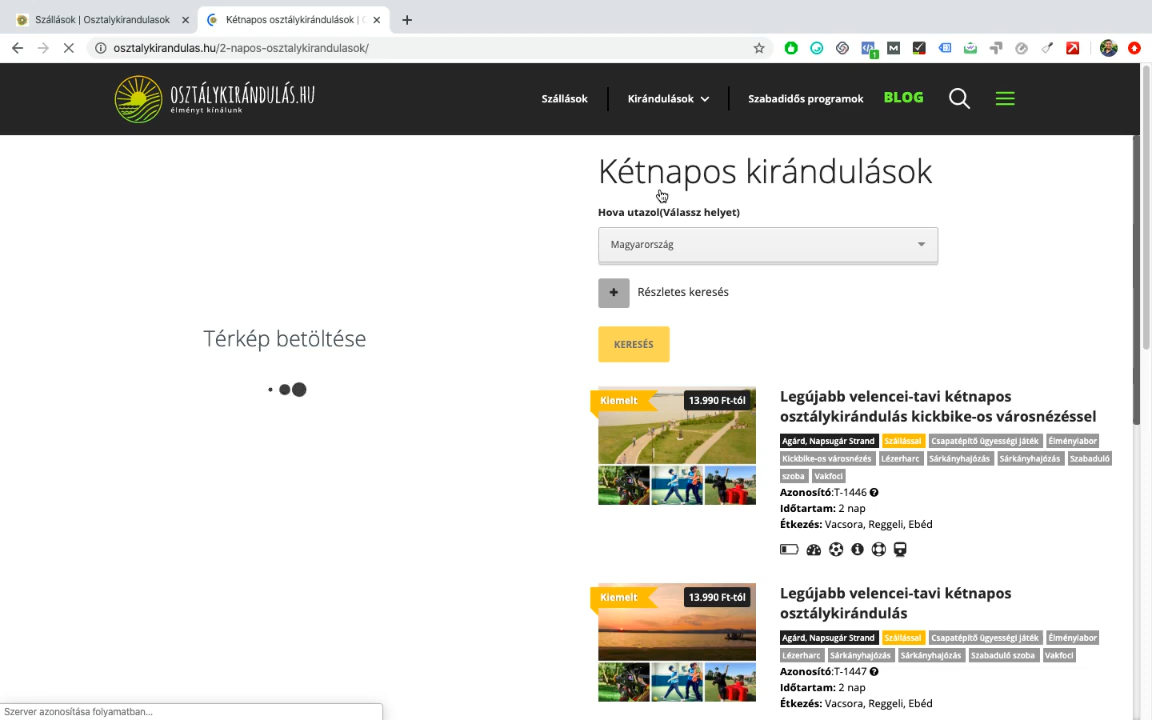 Szállások | Osztalykirandulasok
Kétnapos osztálykirándulások |
osztalykirandulas.hu/2-napos-osztalykirandulasok/
1
OSZTÁLYKIRÁNDULÁS.HU
élményt kínálunk
Szállások
Kirándulások
Szabadidős programok
BLOG
Kétnapos kirándulások
Hova utazol(Válassz helyet)
Magyarország
+ Részletes keresés
KERESÉS
Térkép betöltése
Kiemelt
13.990 Ft-tól
Legújabb velencei-tavi kétnapos
osztálykirándulás kickbike-os városnézéssel
Agárd, Napsugár Strand Szállással Csapatépítő ügyességi játék Élménylabor
Kickbike-os városnézés Lézerharc Sárkányhajózás Sárkányhajózás Szabaduló
szoba Vakfoci
Azonosító:T-1446
Időtartam: 2 nap
Étkezés: Vacsora, Reggeli, Ebéd
Kiemelt
13.990 Ft-tól
Legújabb velencei-tavi kétnapos
osztálykirándulás
Agárd, Napsugár Strand Szállással Csapatépítő ügyességi játék Élménylabor
Lézerharc Sárkányhajózás Sárkányhajózás Szabaduló szoba Vakfoci
Azonosító:T-1447
Időtartam: 2 nap
Étkezés: Vacsora, Reggeli, Ebéd
Szerver azonosítása folyamatban...